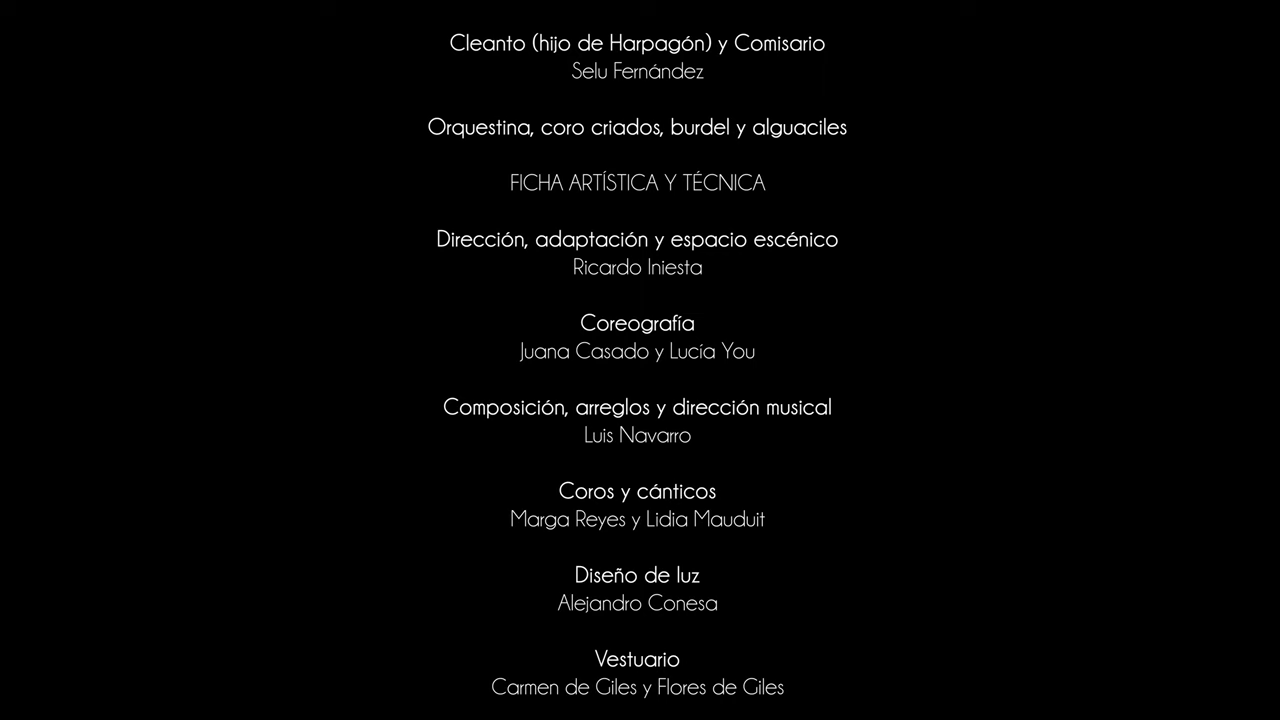 Cleanto (hijo de Harpagón) y Comisario
Selu Fernández
Orquestina, coro criados, burdel y alguaciles
FICHA ARTÍSTICA Y TÉCNICA
Dirección, adaptación y espacio escénico
Ricardo Iniesta
Coreografía
Juana Casado y Lucía You
Composición, arreglos y dirección musical
Luis Navarro
Coros y cánticos
Marga Reyes y Lidia Mauduit
Diseño de luz
Alejandro Conesa
Vestuario
Carmen de Giles y Flores de Giles